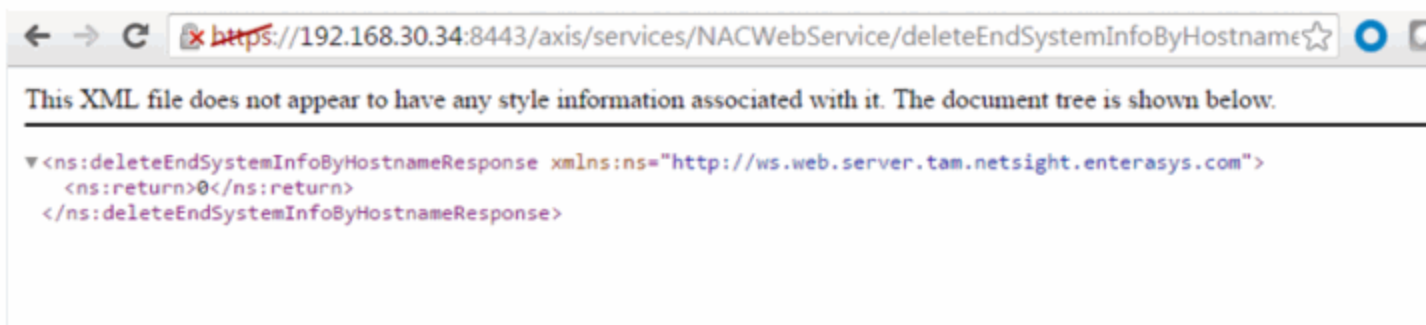 https://192.168.30.34:8443/axis/services/NACWebService/deleteEndSystemInfoByHostname
This XML file does not appear to have any style information associated with it. The document tree is shown below.
▼<ns:deleteEndSystemInfoByHostnameResponse xmlns:ns="http://ws.web.server.tam.netsight.enterasys.com">
<ns:return>0</ns:return>
</ns:deleteEndSystemInfoByHostnameResponse>